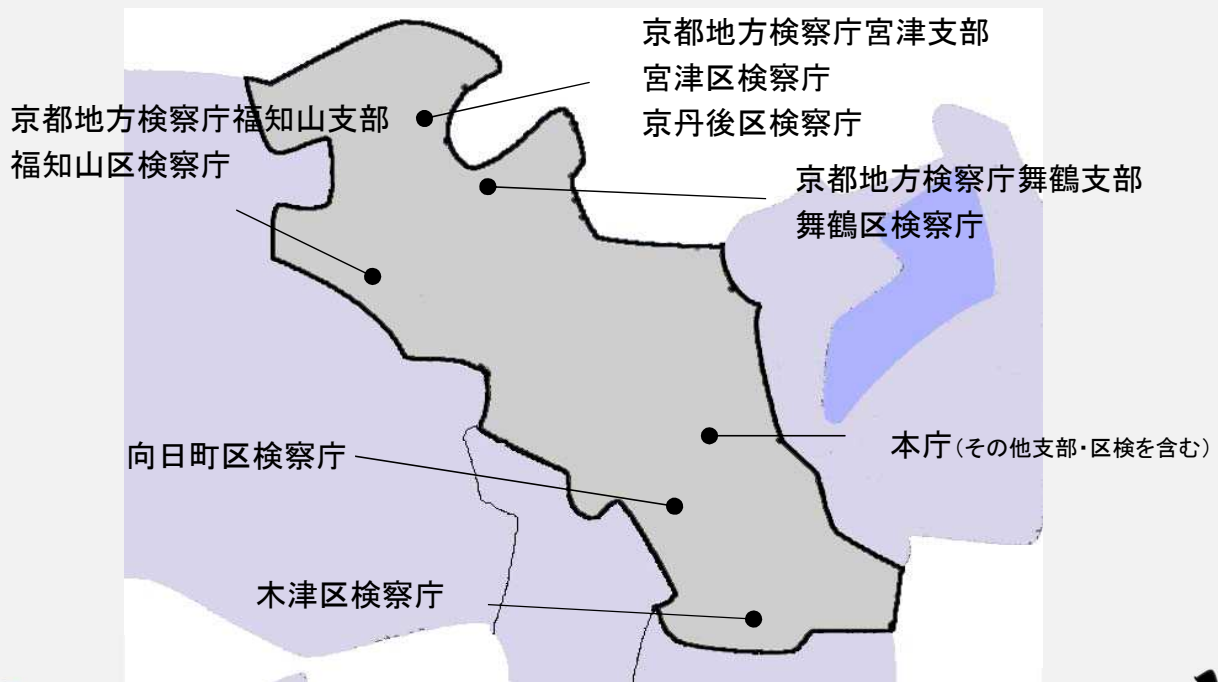 京都地方検察庁宮津支部
宮津区検察庁
京丹後区検察庁
京都地方検察庁福知山支部
福知山区検察庁
京都地方検察庁舞鶴支部
舞鶴区検察庁
本庁(その他支部・区検を含む)
向日町区検察庁
木津区検察庁